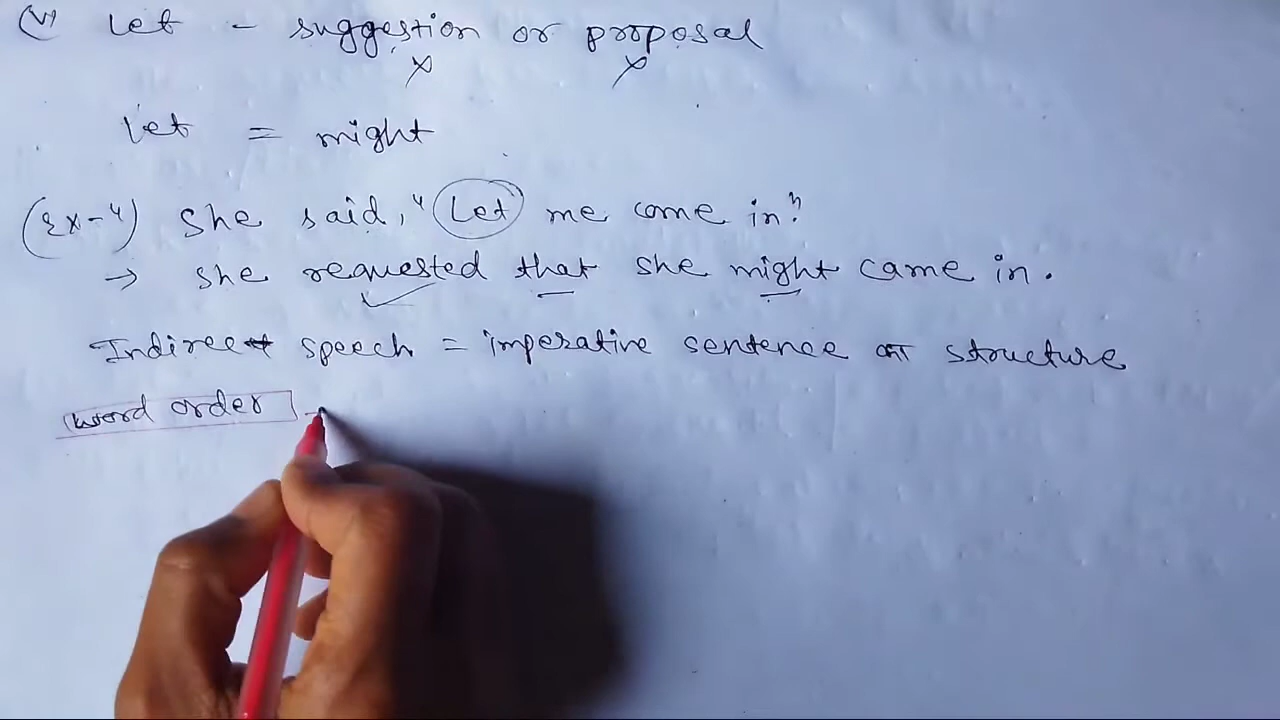 (v) Let - suggestion or proposal
x x
Let = might
(Ex-4) She said, "Let me come in."
→ she requested that she might came in.
Indirect speech = imperative sentence এর structure
word order -